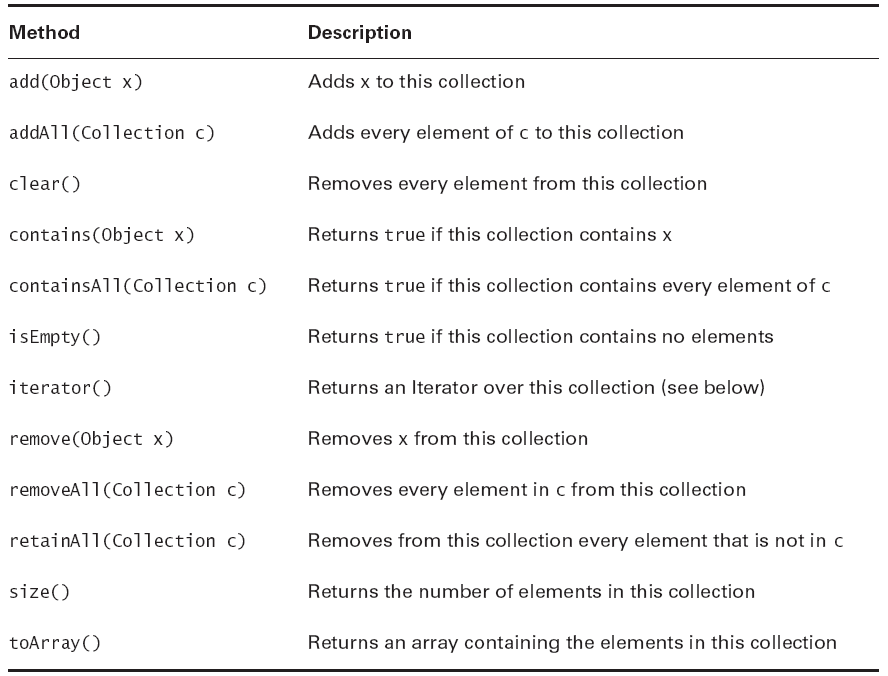 Method Description
add(Object x) Adds x to this collection
addAll(Collection c) Adds every element of c to this collection
clear() Removes every element from this collection
contains(Object x) Returns true if this collection contains x
containsAll(Collection c) Returns true if this collection contains every element of c
isEmpty() Returns true if this collection contains no elements
iterator() Returns an Iterator over this collection (see below)
remove(Object x) Removes x from this collection
removeAll(Collection c) Removes every element in c from this collection
retainAll(Collection c) Removes from this collection every element that is not in c
size() Returns the number of elements in this collection
toArray() Returns an array containing the elements in this collection